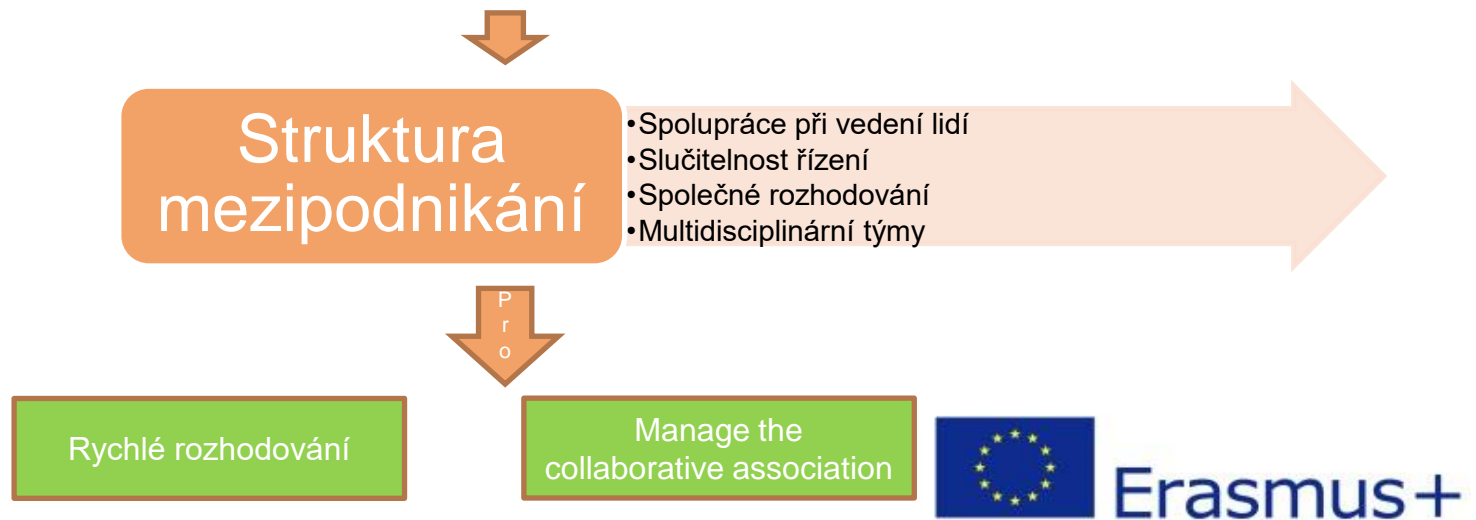 Struktura
mezipodnikání
•Spolupráce při vedení lidí
•Slučitelnost řízení
•Společné rozhodování
•Multidisciplinární týmy
P
r
o
Rychlé rozhodování
Manage the
collaborative association
Erasmus+